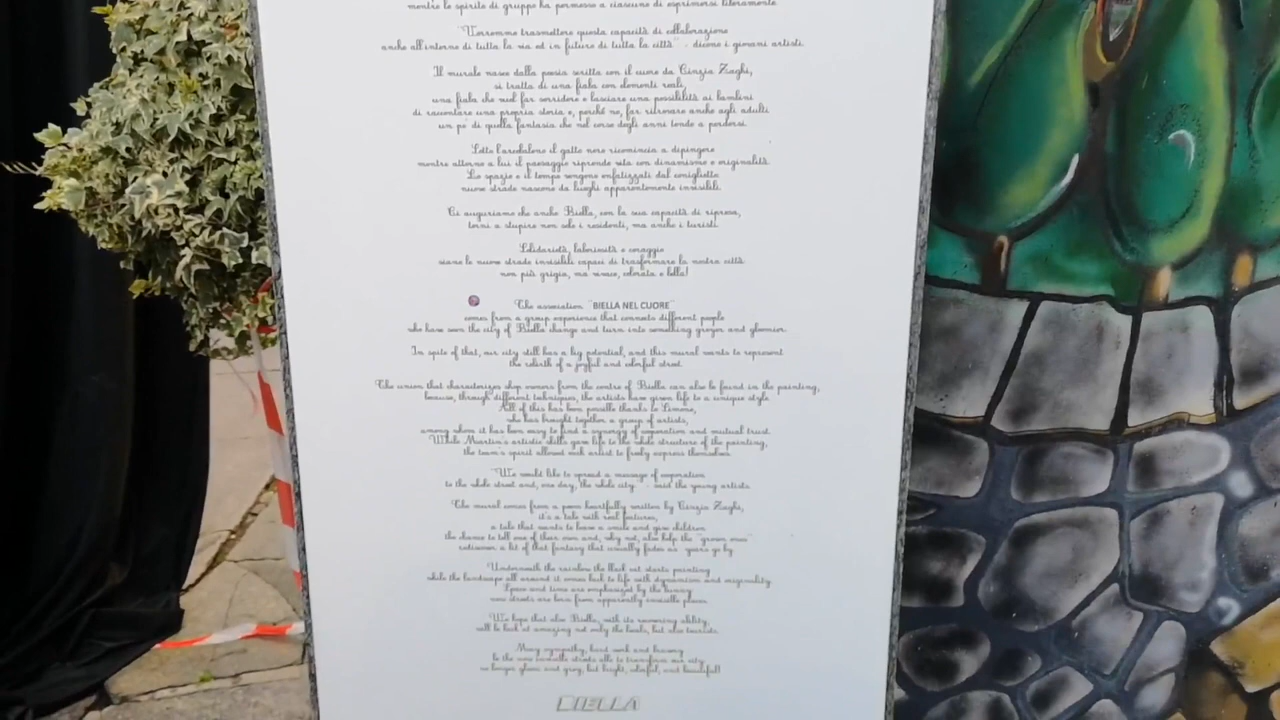 mentre lo spirito di gruppo ha permesso a ciascuno di esprimersi liberamente
"Vorremmo trasmettere questa capacità di collaborazione
anche all'interno di tutta la via ed in futuro di tutta la città" - dicono i giovani artisti.
Il murale nasce dalla poesia scritta con il cuore da Cinzia Zaghi,
si tratta di una fiaba con elementi reali,
una fiaba che vuol far sorridere e lasciare una possibilità ai bambini
di raccontare una propria storia e, perché no, far ritrovare anche agli adulti
un po' di quella fantasia che nel corso degli anni tende a perdersi.
Sotto l'arcobaleno il gatto nero ricomincia a dipingere
mentre attorno a lui il paesaggio riprende vita con dinamismo e originalità.
Lo spazio e il tempo vengono enfatizzati dal coniglietto
nuove strade nascono da luoghi apparentemente invisibili.
Ci auguriamo che anche Biella, con la sua capacità di ripresa,
torni a stupire non solo i residenti, ma anche i turisti.
Solidarietà, laboriosità e coraggio
siano le nuove strade invisibili capaci di trasformare la nostra città
non più grigia, ma vivace, colorata e bella!
The association "BIELLA NEL CUORE"
comes from a group experience that connects different people
who have seen the city of Biella change and turn into something greyer and gloomier.
In spite of that, our city still has a big potential, and this mural wants to represent
the rebirth of a joyful and colorful street.
The union that characterizes shop owners from the centre of Biella can also be found in the painting,
because, through different techniques, the artists have given life to a unique style.
All of this has been possible thanks to Simone,
who has brought together a group of artists,
among whom it has been easy to find a synergy of cooperation and mutual trust.
While Martin's artistic skills gave life to the whole structure of the painting,
the team's spirit allowed each artist to freely express themselves.
"We would like to spread a message of cooperation
to the whole street and, one day, the whole city" - said the young artists.
The mural comes from a poem heartfully written by Cinzia Zaghi,
it's a tale with real features,
a tale that wants to leave a smile and give children
the chance to tell one of their own and, why not, also help the "grown ones"
rediscover a bit of that fantasy that usually fades as years go by.
Underneath the rainbow the black cat starts painting
while the landscape all around it comes back to life with dynamism and originality.
Space and time are emphasized by the bunny
new streets are born from apparently invisible places.
We hope that also Biella, with its recovering ability,
will be back at amazing not only the locals, but also tourists.
May sympathy, hard work and bravery
be the new invisible streets able to transform our city
no longer gloom and grey, but bright, colorful, and beautiful!
BIELLA